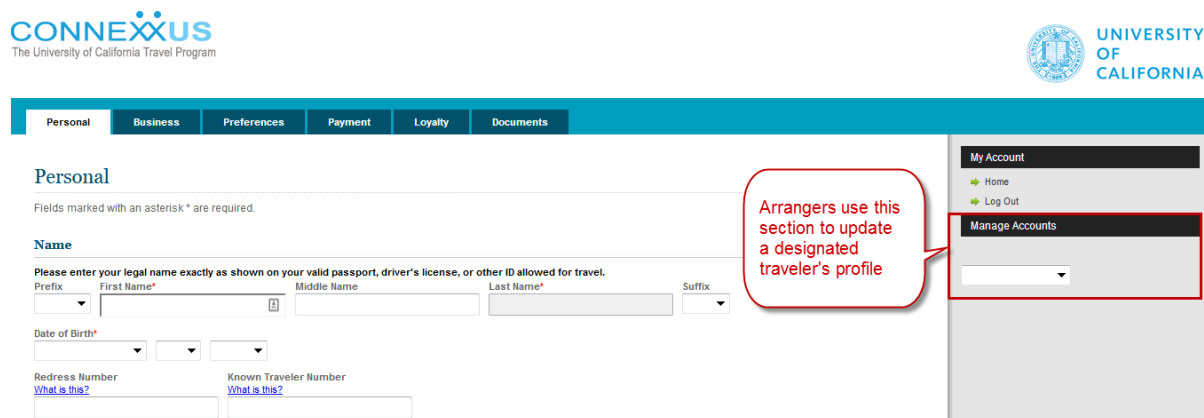 CONNEXXUS
The University of California Travel Program
UNIVERSITY
OF
CALIFORNIA
Personal Business Preferences Payment Loyalty Documents
Personal
Fields marked with an asterisk * are required.
Name
Please enter your legal name exactly as shown on your valid passport, driver's license, or other ID allowed for travel.
Prefix First Name* Middle Name Last Name* Suffix
Date of Birth*
Redress Number Known Traveler Number
What is this? What is this?
Arrangers use this
section to update
a designated
traveler's profile
My Account
Home
Log Out
Manage Accounts